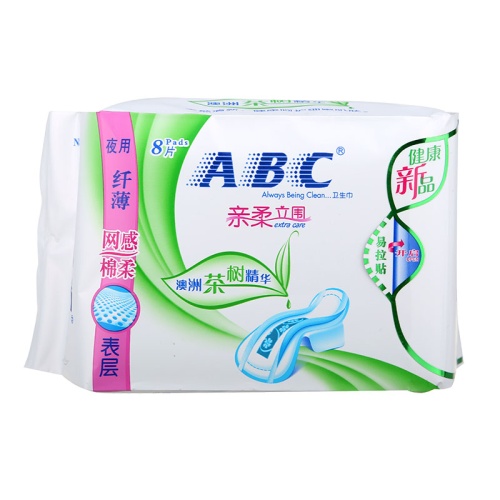 夜用
纤薄
网感
棉柔
表层
8 Pads
片
ABC®
Always Being Clean...卫生巾
亲柔立围
extra care
澳洲茶树精华
健康
新品
易拉贴